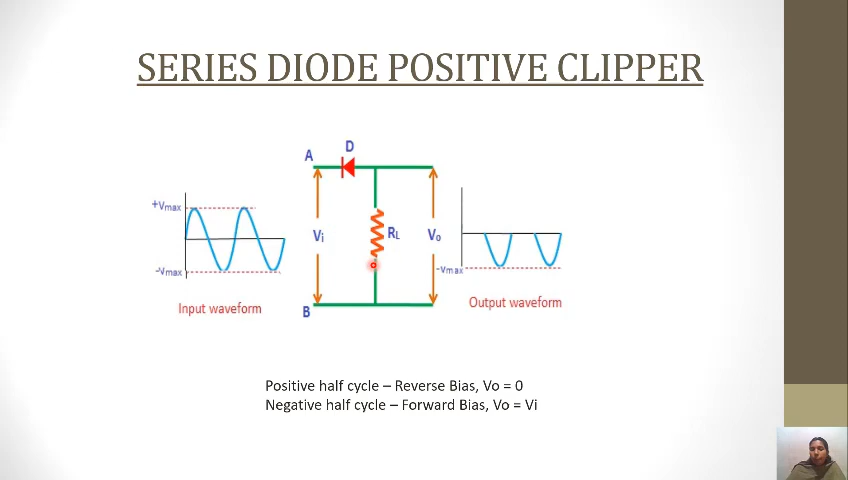 SERIES DIODE POSITIVE CLIPPER
D
A
+Vmax
Vi
RL
Vo
-Vmax
-Vmax
Input waveform
B
Output waveform
Positive half cycle – Reverse Bias, Vo = 0
Negative half cycle – Forward Bias, Vo = Vi